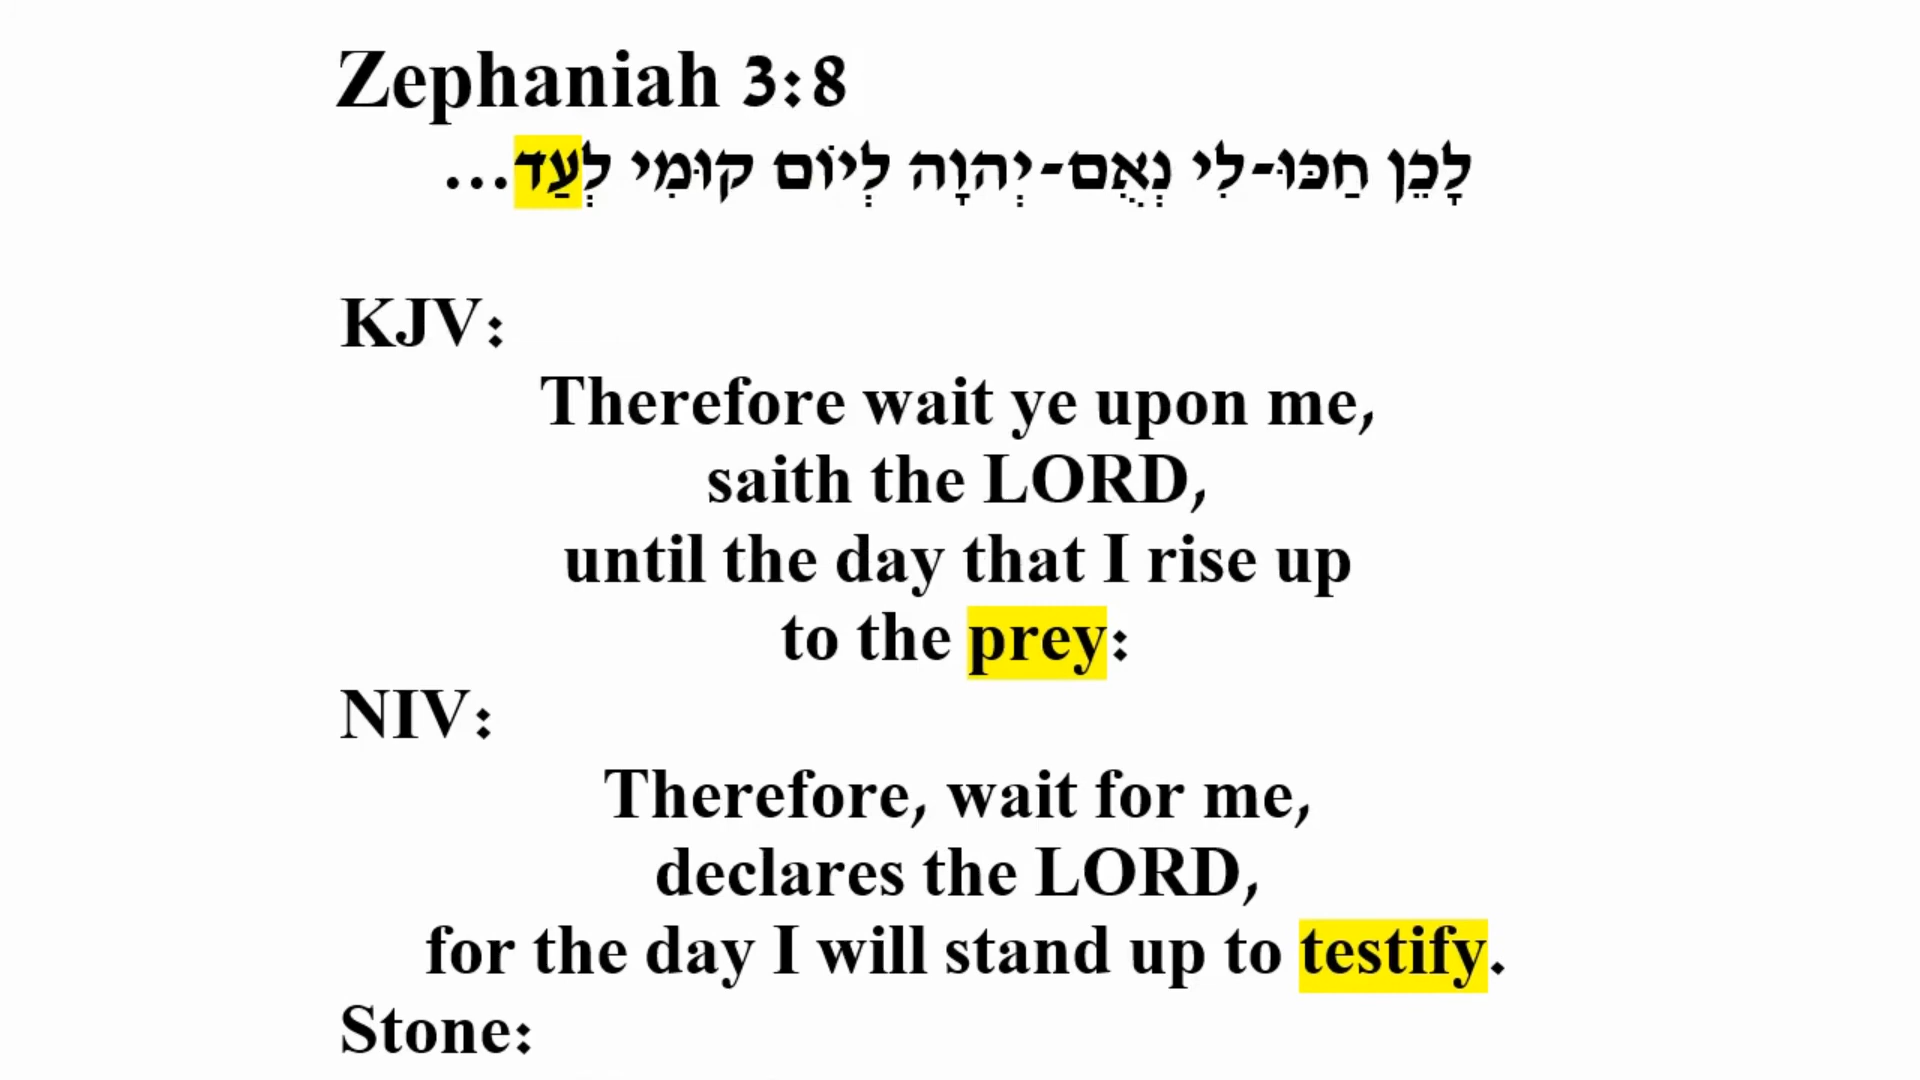 Zephaniah 3:8
לָכֵן חַכּוּ-לִי נְאֻם-יְהוָה לְיוֹם קוּמִי לְעַד...
KJV:
Therefore wait ye upon me,
saith the LORD,
until the day that I rise up
to the prey:
NIV:
Therefore, wait for me,
declares the LORD,
for the day I will stand up to testify.
Stone: